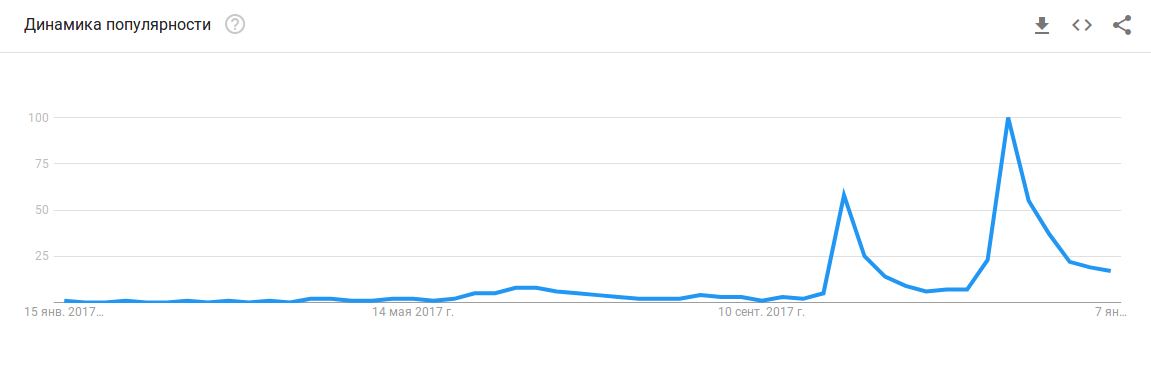 Динамика популярности ?
100
75
50
25
15 янв. 2017…
14 мая 2017 г.
10 сент. 2017 г.
7 ян…